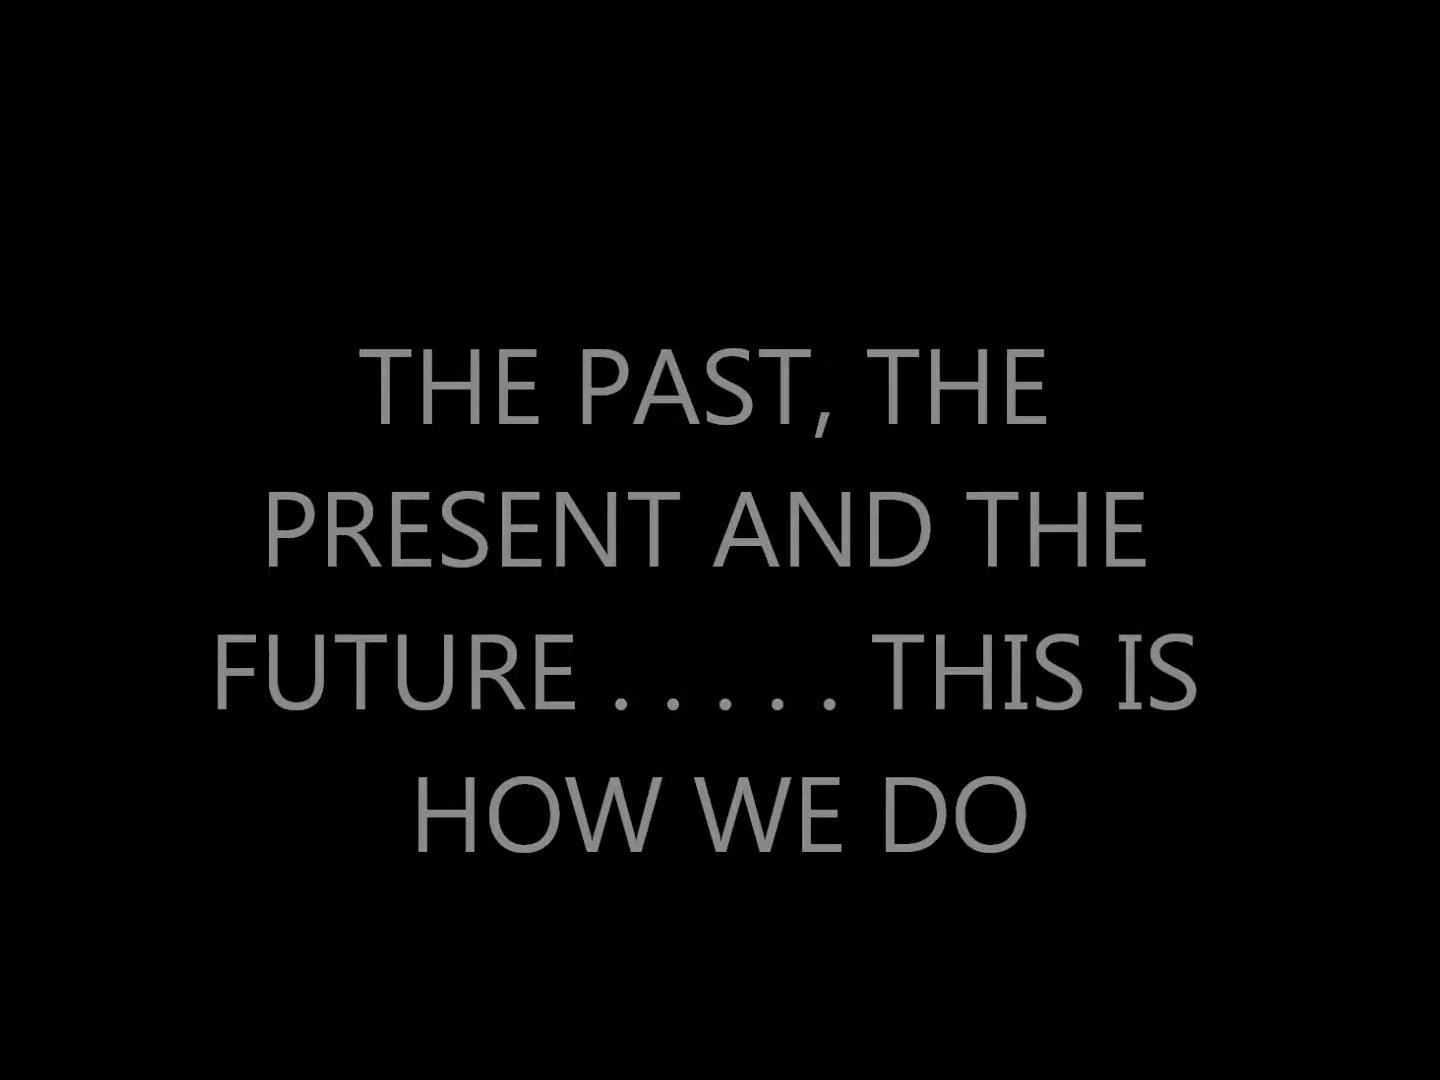 THE PAST, THE
PRESENT AND THE
FUTURE . . . . . THIS IS
HOW WE DO